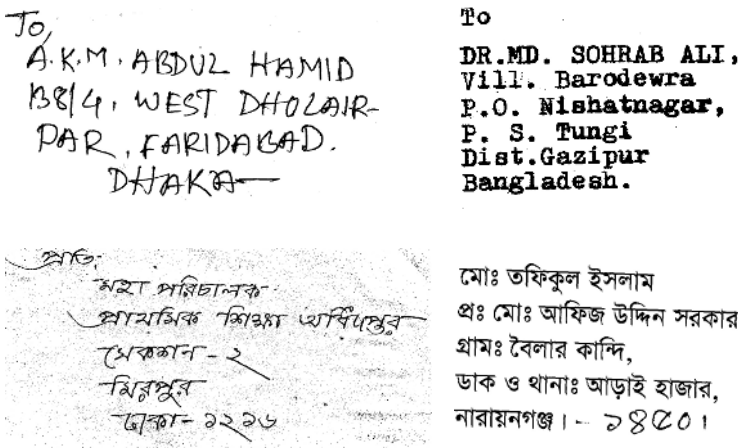 To,
A.K.M. ABDUL HAMID
138/4, WEST DHOLAIR-
PAR, FARIDABAD.
DHAKA—
To
DR.MD. SOHRAB ALI,
Vill. Barodewra
P.O. Nishatnagar,
P. S. Tungi
Dist.Gazipur
Bangladesh.
প্রতি:
মহা পরিচালক
প্রাথমিক শিক্ষা অধিদপ্তর
সেকশন - ২
মিরপুর
ঢাকা - ১২১৬
মোঃ তফিকুল ইসলাম
প্রঃ মোঃ আফিজ উদ্দিন সরকার
গ্রামঃ বৈলার কান্দি,
ডাক ও থানাঃ আড়াই হাজার,
নারায়নগঞ্জ।- ১৪৫০।